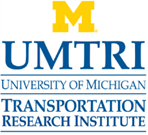 M
UMTRI
UNIVERSITY OF MICHIGAN
TRANSPORTATION
RESEARCH INSTITUTE